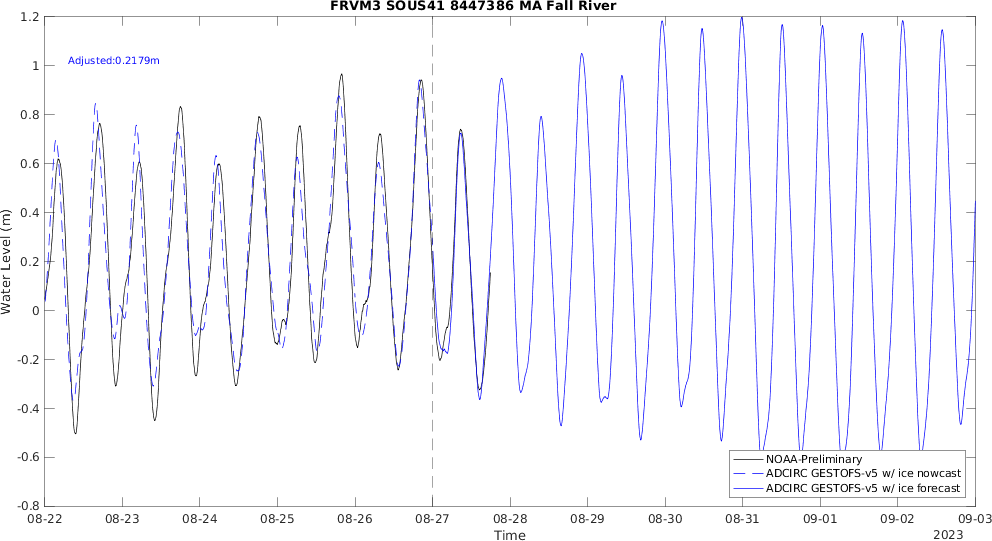 FRVM3 SOUS41 8447386 MA Fall River
Adjusted:0.2179m
Water Level (m)
1.2
1
0.8
0.6
0.4
0.2
0
-0.2
-0.4
-0.6
-0.8
NOAA-Preliminary
ADCIRC GESTOFS-v5 w/ ice nowcast
ADCIRC GESTOFS-v5 w/ ice forecast
08-22 08-23 08-24 08-25 08-26 08-27 08-28 08-29 08-30 08-31 09-01 09-02 09-03
Time
2023